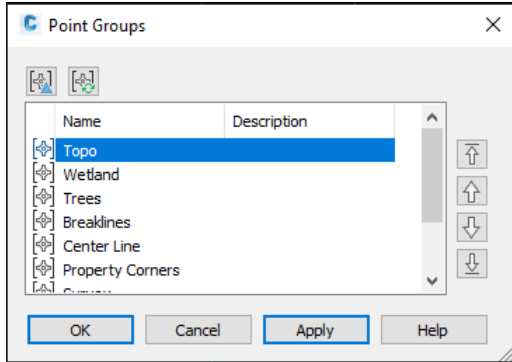 Point Groups
Name Description
Topo
Wetland
Trees
Breaklines
Center Line
Property Corners
OK Cancel Apply Help